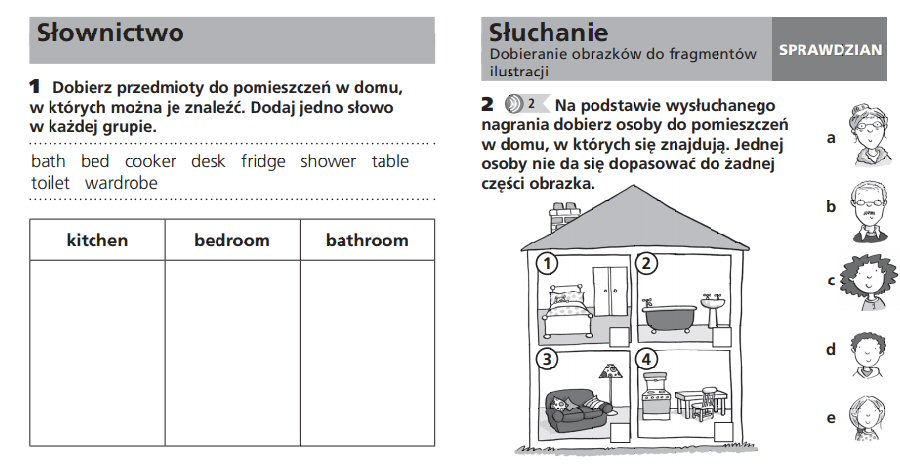 Słownictwo
1 Dobierz przedmioty do pomieszczeń w domu,
w których można je znaleźć. Dodaj jedno słowo
w każdej grupie.
bath bed cooker desk fridge shower table
toilet wardrobe
kitchen bedroom bathroom
Słuchanie
Dobieranie obrazków do fragmentów
ilustracji
SPRAWDZIAN
2 2 Na podstawie wysłuchanego
nagrania dobierz osoby do pomieszczeń
w domu, w których się znajdują. Jednej
osoby nie da się dopasować do żadnej
części obrazka.
1
2
3
4
a
b
c
d
e